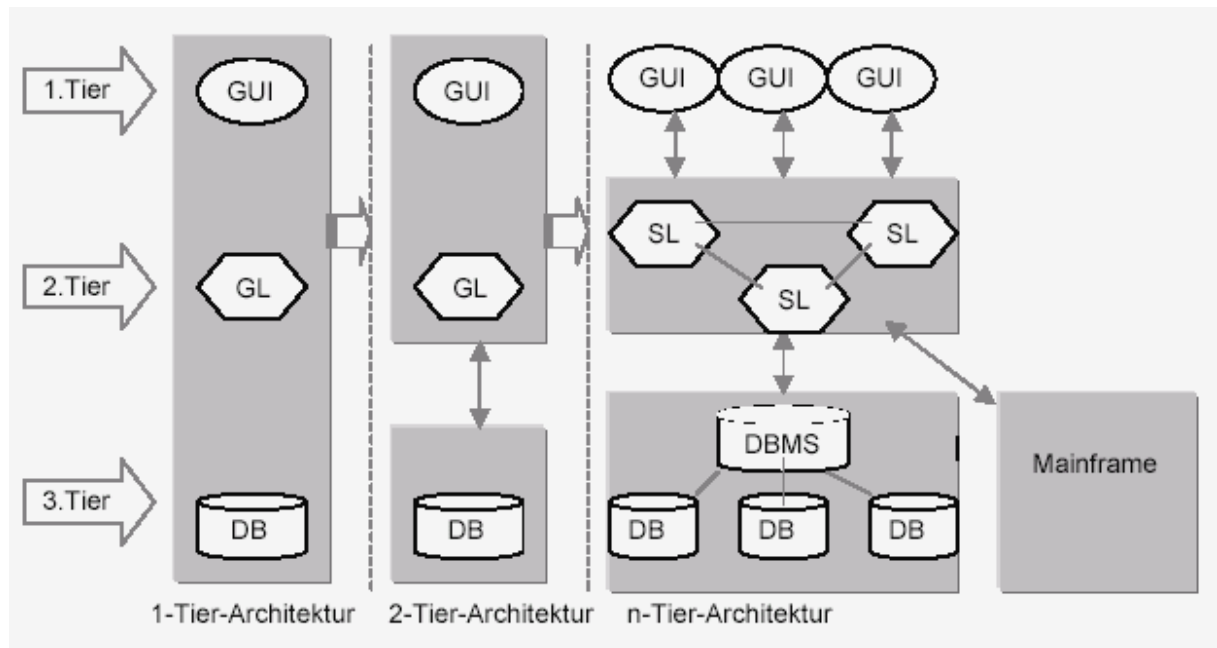 1.Tier
GUI
GUI
GUI
GUI
GUI
SL
SL
2.Tier
GL
GL
SL
DBMS
Mainframe
3.Tier
DB
DB
DB
DB
DB
1-Tier-Architektur
2-Tier-Architektur
n-Tier-Architektur